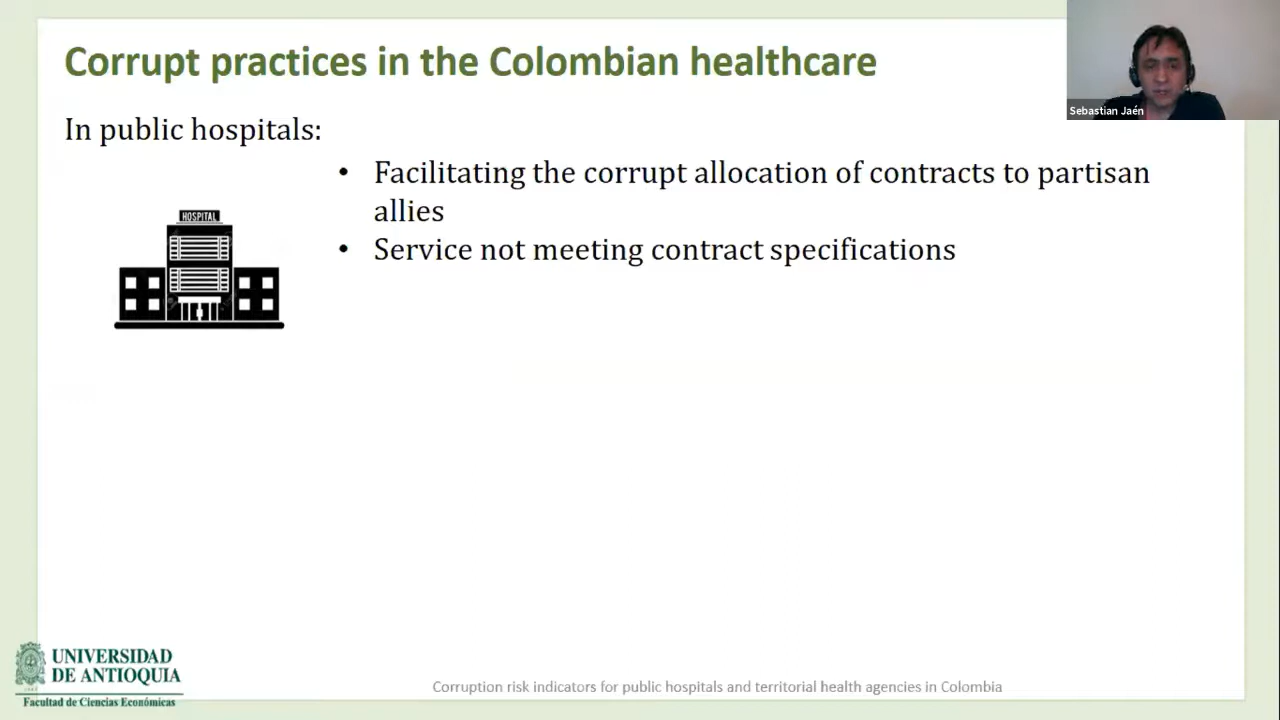 Corrupt practices in the Colombian healthcare
Sebastian Jaén
In public hospitals:
• Facilitating the corrupt allocation of contracts to partisan
allies
• Service not meeting contract specifications
HOSPITAL
UNIVERSIDAD
DE ANTIOQUIA
Facultad de Ciencias Económicas
Corruption risk indicators for public hospitals and territorial health agencies in Colombia